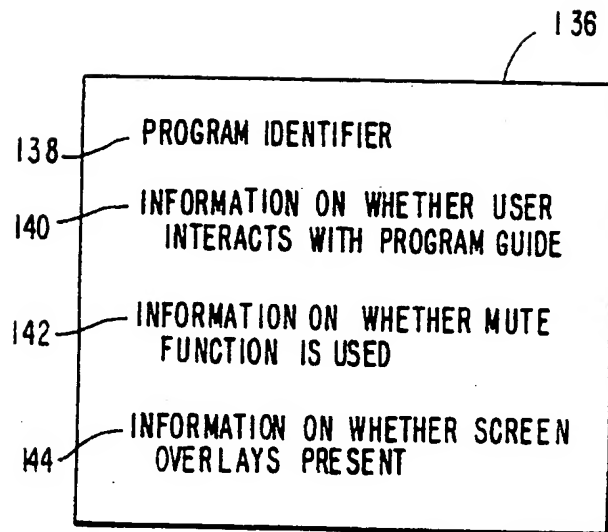 136
138 PROGRAM IDENTIFIER
140 INFORMATION ON WHETHER USER
INTERACTS WITH PROGRAM GUIDE
142 INFORMATION ON WHETHER MUTE
FUNCTION IS USED
144 INFORMATION ON WHETHER SCREEN
OVERLAYS PRESENT